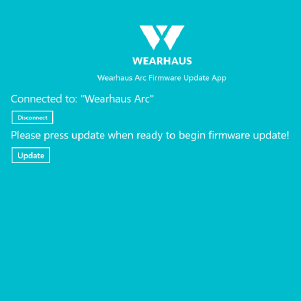 WEARHAUS
Wearhaus Arc Firmware Update App
Connected to: "Wearhaus Arc"
Disconnect
Please press update when ready to begin firmware update!
Update